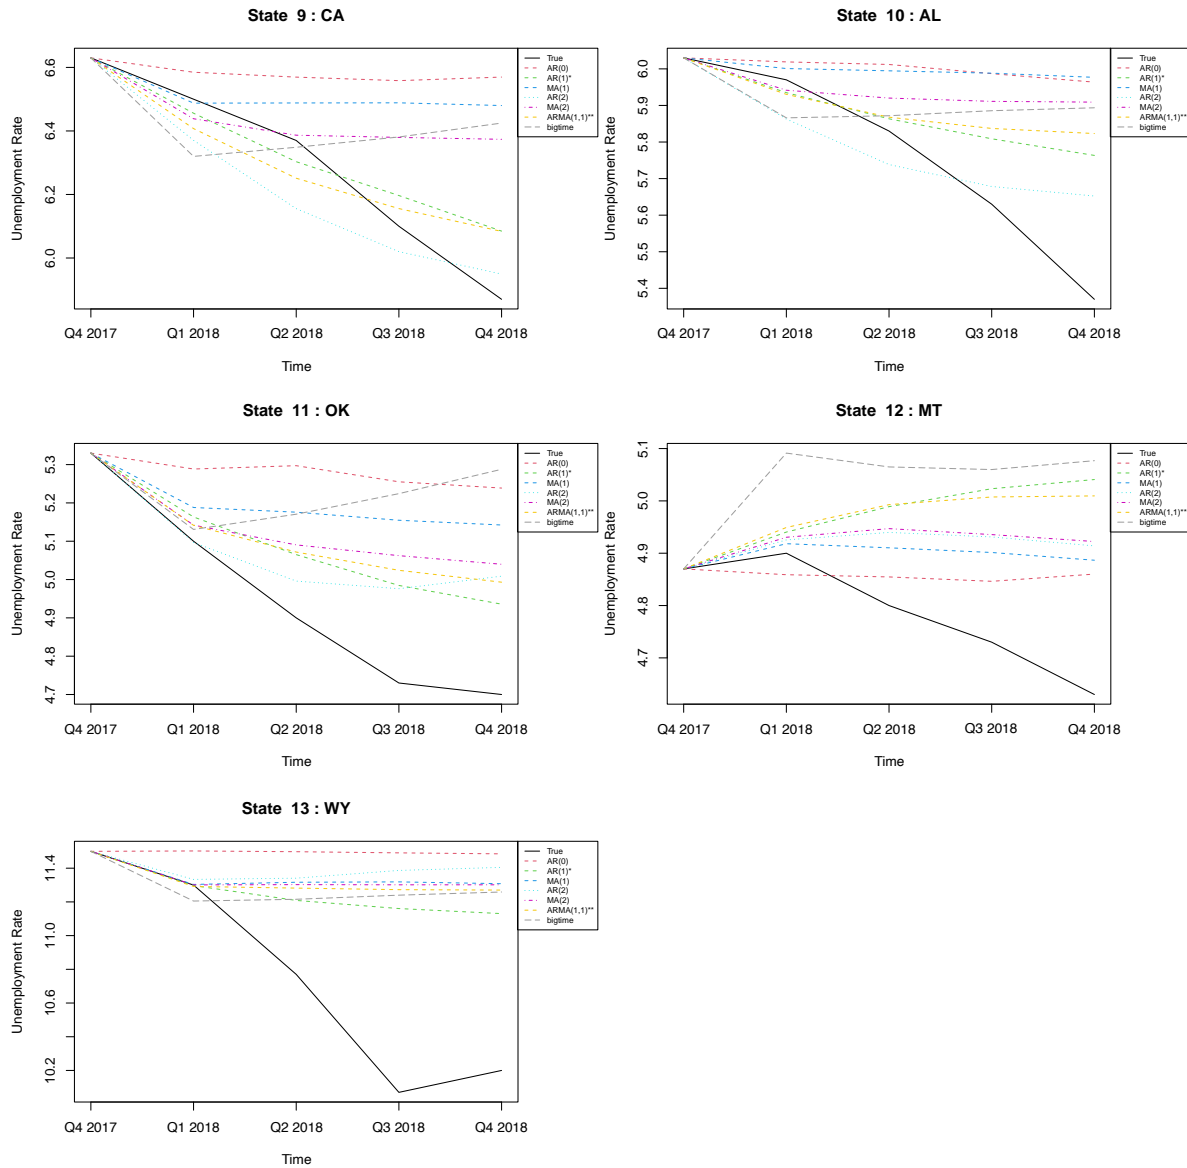 State 9 : CA
Unemployment Rate
6.6
6.4
6.2
6.0
Q4 2017 Q1 2018 Q2 2018 Q3 2018 Q4 2018
Time
True
AR(0)
AR(1)*
MA(1)
AR(2)
MA(2)
ARMA(1,1)**
bigtime
State 10 : AL
Unemployment Rate
6.0
5.9
5.8
5.7
5.6
5.5
5.4
Q4 2017 Q1 2018 Q2 2018 Q3 2018 Q4 2018
Time
True
AR(0)
AR(1)*
MA(1)
AR(2)
MA(2)
ARMA(1,1)**
bigtime
State 11 : OK
Unemployment Rate
5.3
5.2
5.1
5.0
4.9
4.8
4.7
Q4 2017 Q1 2018 Q2 2018 Q3 2018 Q4 2018
Time
True
AR(0)
AR(1)*
MA(1)
AR(2)
MA(2)
ARMA(1,1)**
bigtime
State 12 : MT
Unemployment Rate
5.1
5.0
4.9
4.8
4.7
Q4 2017 Q1 2018 Q2 2018 Q3 2018 Q4 2018
Time
True
AR(0)
AR(1)*
MA(1)
AR(2)
MA(2)
ARMA(1,1)**
bigtime
State 13 : WY
Unemployment Rate
11.4
11.0
10.6
10.2
Q4 2017 Q1 2018 Q2 2018 Q3 2018 Q4 2018
Time
True
AR(0)
AR(1)*
MA(1)
AR(2)
MA(2)
ARMA(1,1)**
bigtime